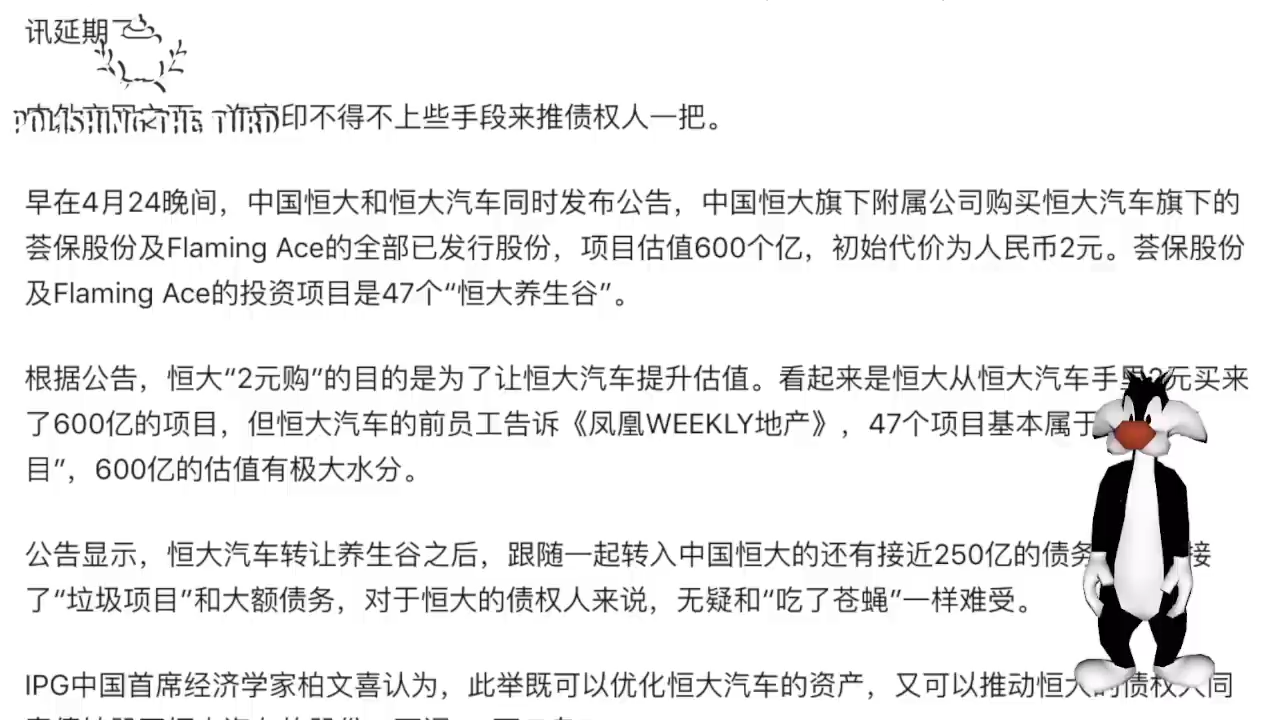 讯延期
POLISHING THE TURD
印不得不上些手段来推债权人一把。
早在4月24晚间，中国恒大和恒大汽车同时发布公告，中国恒大旗下附属公司购买恒大汽车旗下的
荟保股份及Flaming Ace的全部已发行股份，项目估值600个亿，初始代价为人民币2元。荟保股份
及Flaming Ace的投资项目是47个“恒大养生谷”。
根据公告，恒大“2元购”的目的是为了让恒大汽车提升估值。看起来是恒大从恒大汽车手里2元买来
了600亿的项目，但恒大汽车的前员工告诉《凤凰WEEKLY地产》，47个项目基本属于
目”，600亿的估值有极大水分。
公告显示，恒大汽车转让养生谷之后，跟随一起转入中国恒大的还有接近250亿的债务 接
了“垃圾项目”和大额债务，对于恒大的债权人来说，无疑和“吃了苍蝇”一样难受。
IPG中国首席经济学家柏文喜认为，此举既可以优化恒大汽车的资产，又可以推动恒大的债权人同